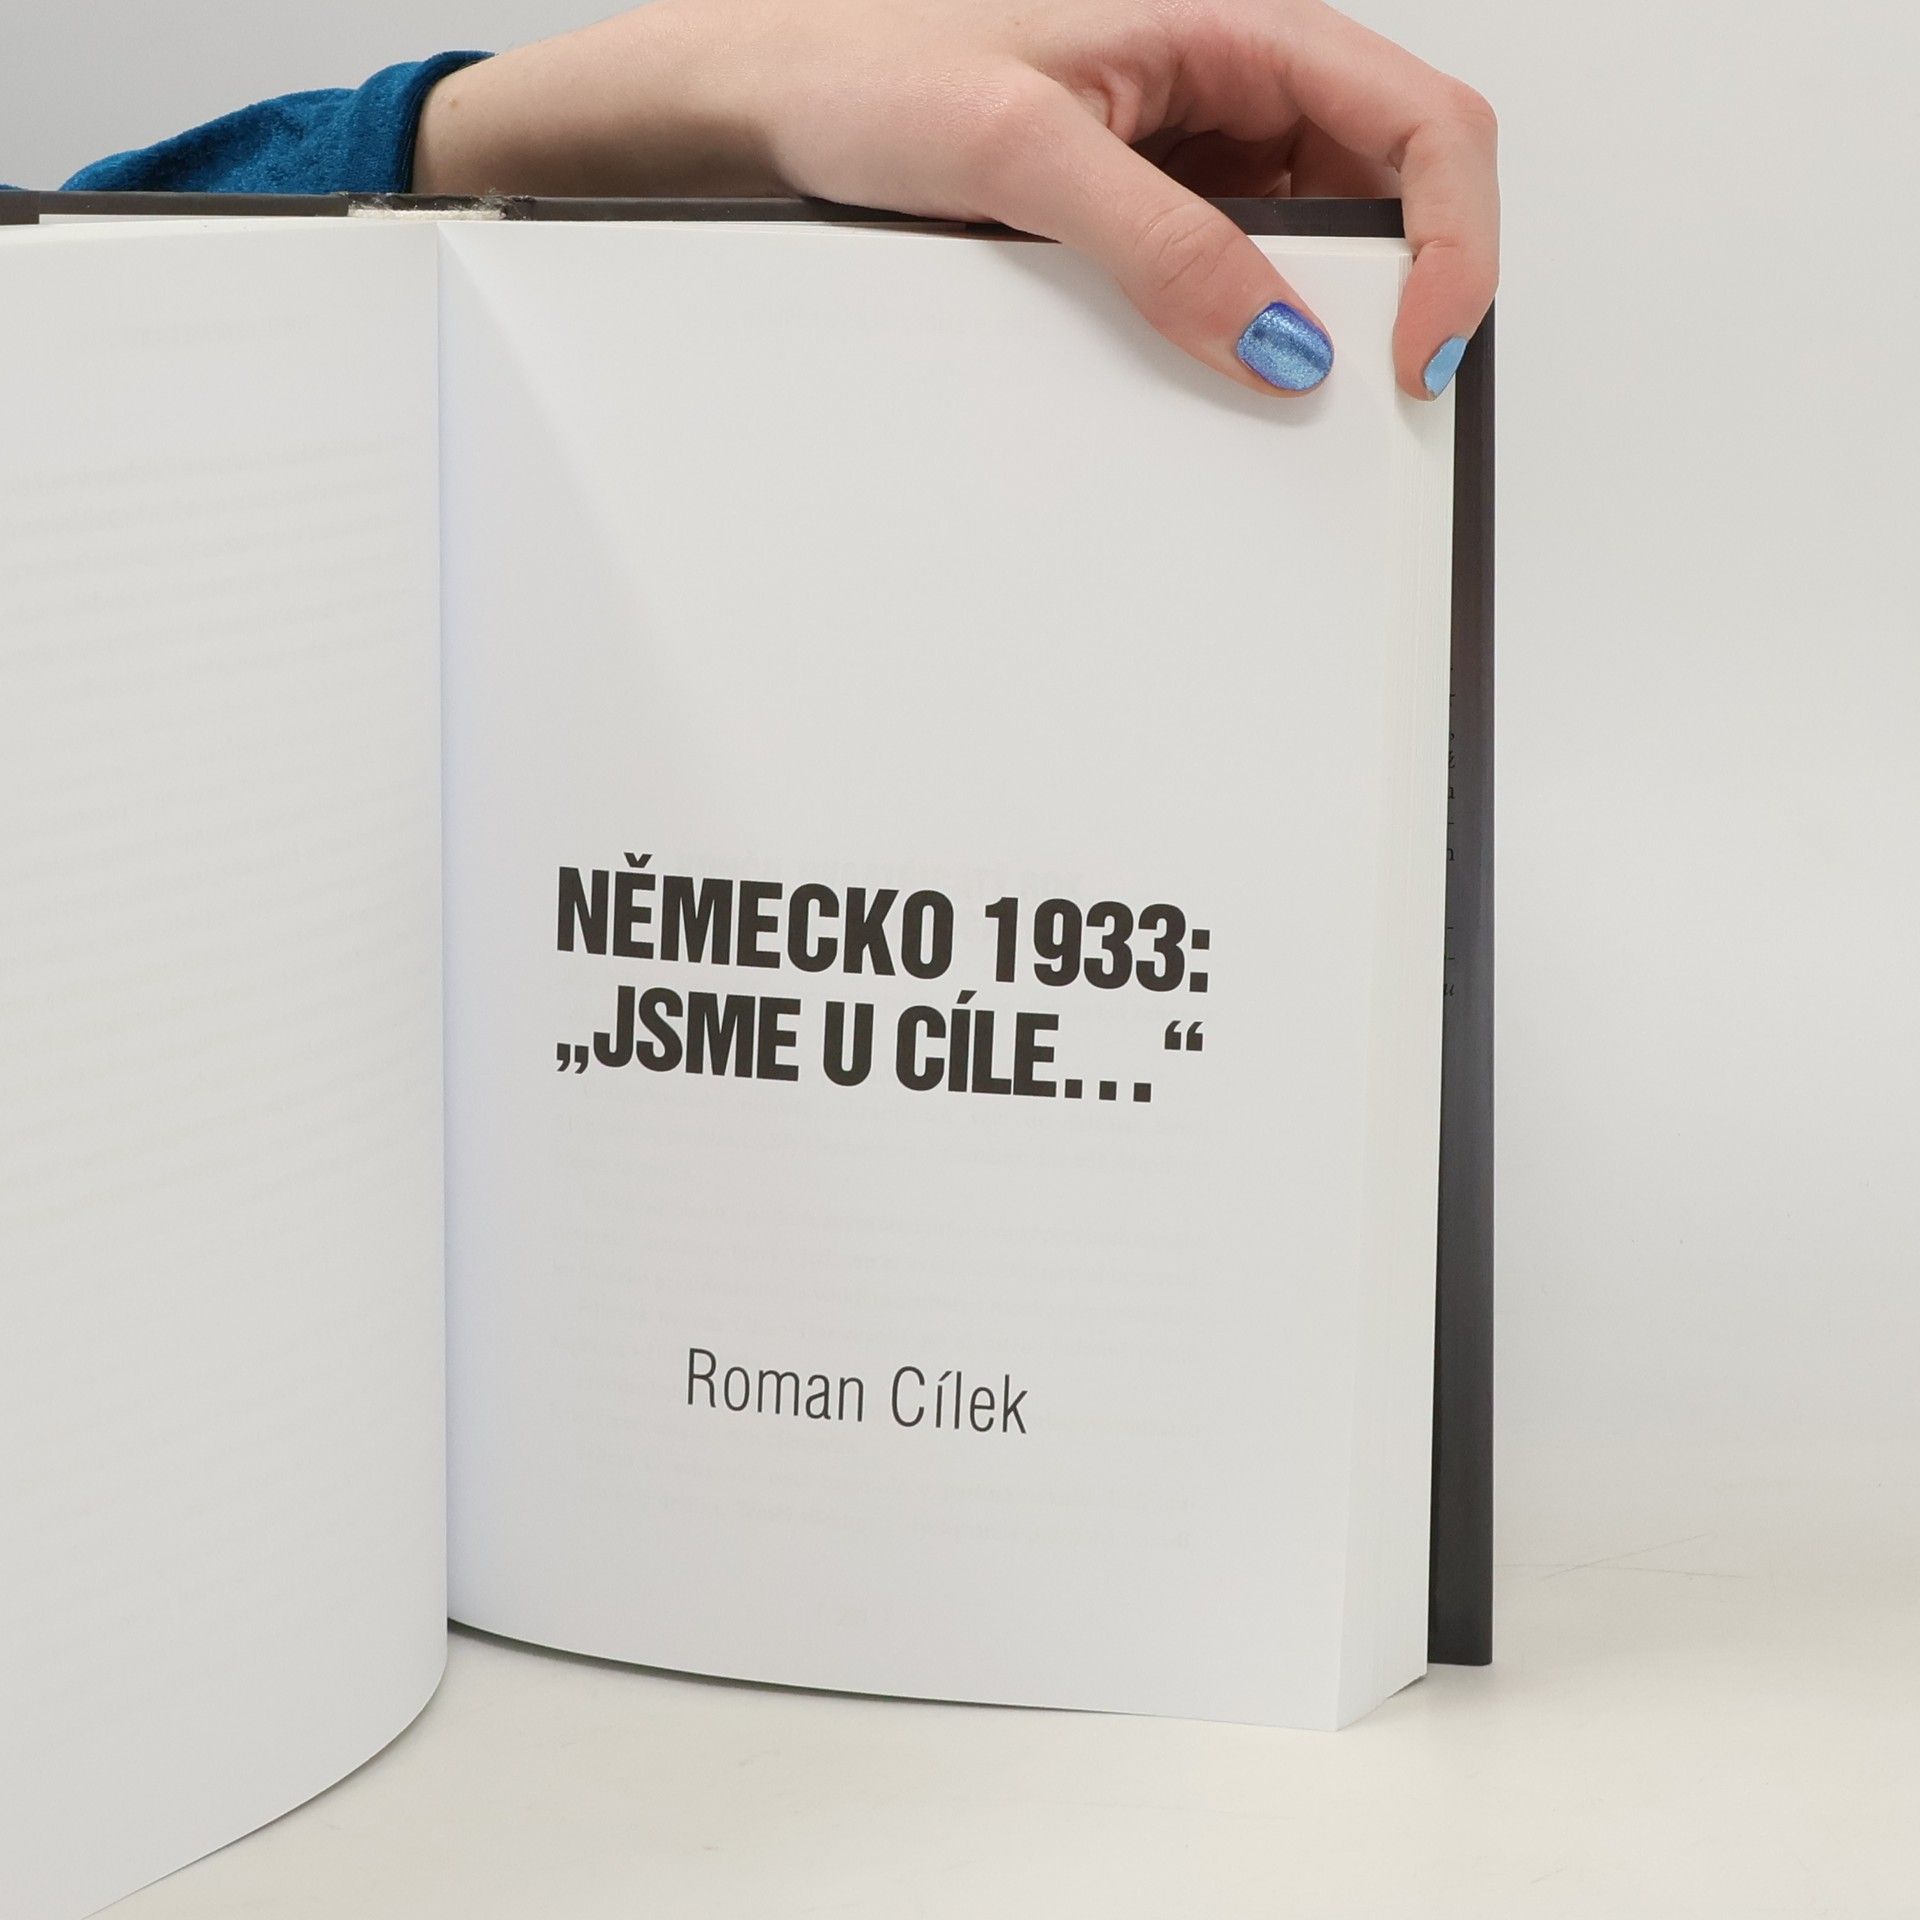 NĚMECKO 1933:
„JSME U CÍLE...“
Roman Cílek